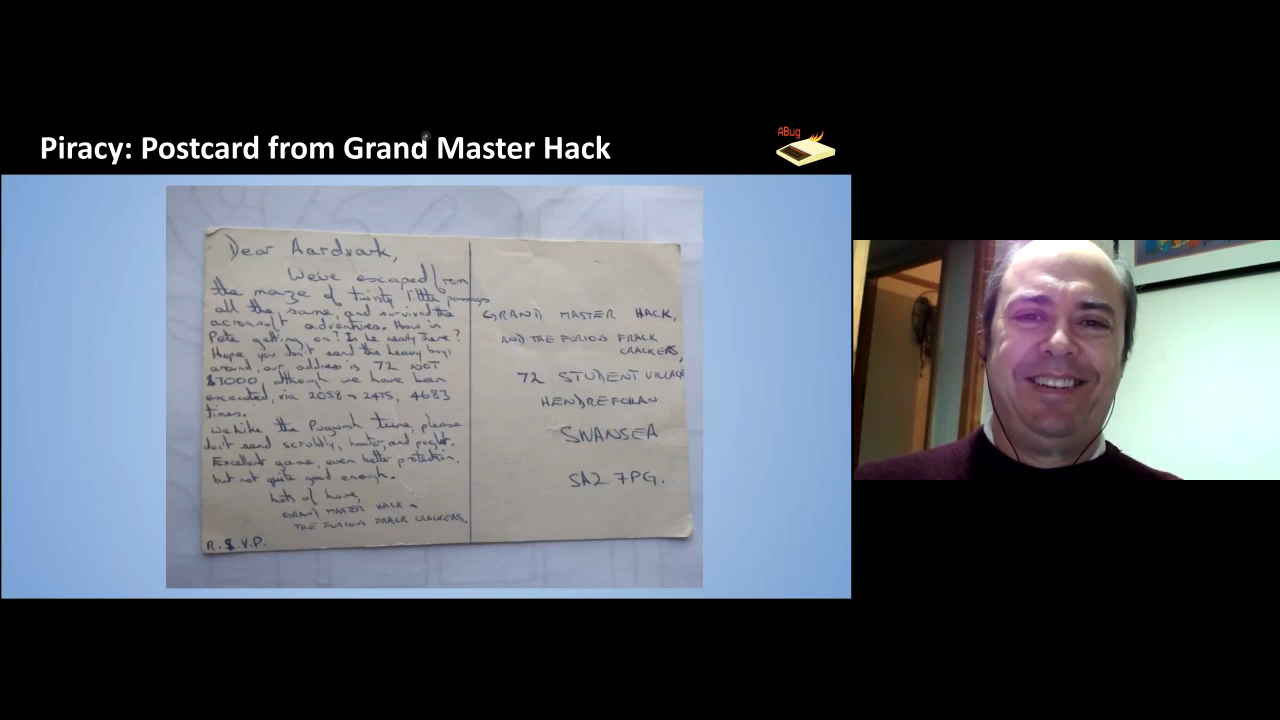 Piracy: Postcard from Grand Master Hack
ABug
Dear Aardvark,
We've escaped from
the maze of twisty little passages
all the same, and survived the
acornsoft adventures. How is
Pete getting on? Is he really there?
Hope you don't send the heavy boys
around, our address is 72 NOT
$3000, although we have been
executed, via 2058 → 2475, 4683
times.
We like the Pugwash tune, please
don't send scrubbly, hunter, and
Excellent game, even better protection.
but not quite good enough.
Lots of love,
GRAND MASTER HACK +
THE FURIOUS FRACK CRACKERS.
R.S.V.P.
GRAND MASTER HACK,
AND THE FURIOUS FRACK
CRACKERS,
72 STUDENT VILLAGE
HENDREFOILAN
SWANSEA
SA2 7PG.